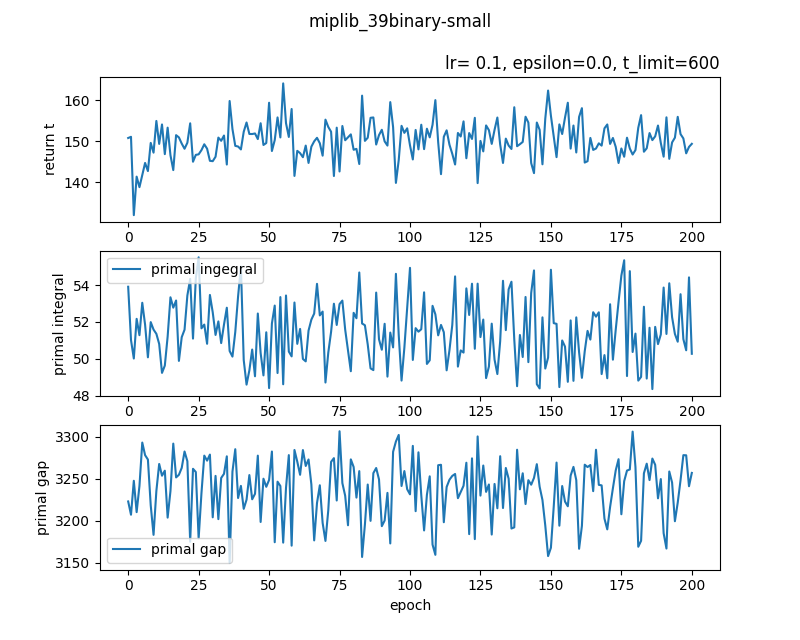 miplib_39binary-small
lr= 0.1, epsilon=0.0, t_limit=600
return t
160
150
140
0 25 50 75 100 125 150 175 200
primal integral
primal ingegral
54
52
50
48
0 25 50 75 100 125 150 175 200
primal gap
3300
3250
3200
3150
primal gap
0 25 50 75 100 125 150 175 200
epoch